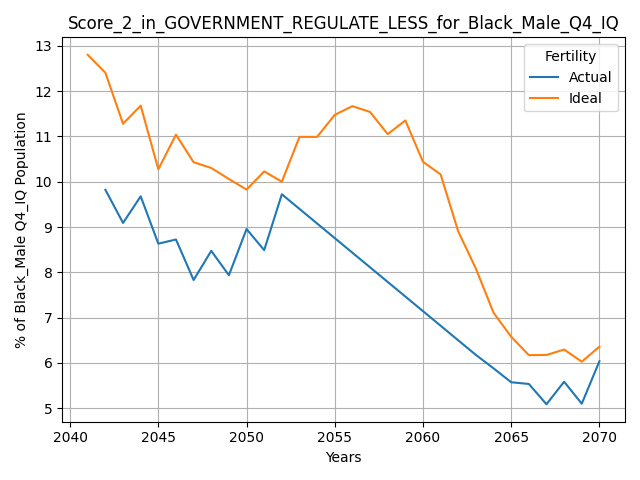 Score_2_in_GOVERNMENT_REGULATE_LESS_for_Black_Male_Q4_IQ
Fertility
Actual
Ideal
% of Black_Male Q4_IQ Population
13
12
11
10
9
8
7
6
5
2040
2045
2050
2055
2060
2065
2070
Years